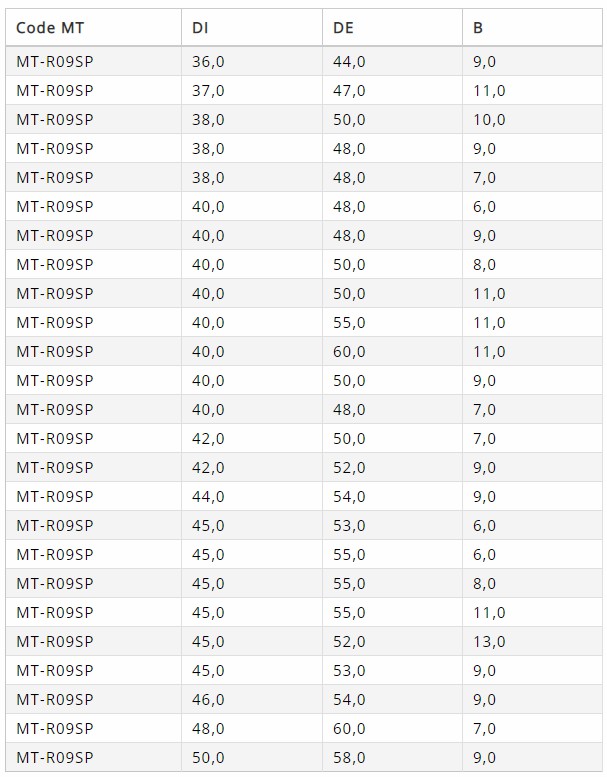 Code MT DI DE B
MT-R09SP 36,0 44,0 9,0
MT-R09SP 37,0 47,0 11,0
MT-R09SP 38,0 50,0 10,0
MT-R09SP 38,0 48,0 9,0
MT-R09SP 38,0 48,0 7,0
MT-R09SP 40,0 48,0 6,0
MT-R09SP 40,0 48,0 9,0
MT-R09SP 40,0 50,0 8,0
MT-R09SP 40,0 50,0 11,0
MT-R09SP 40,0 55,0 11,0
MT-R09SP 40,0 60,0 11,0
MT-R09SP 40,0 50,0 9,0
MT-R09SP 40,0 48,0 7,0
MT-R09SP 42,0 50,0 7,0
MT-R09SP 42,0 52,0 9,0
MT-R09SP 44,0 54,0 9,0
MT-R09SP 45,0 53,0 6,0
MT-R09SP 45,0 55,0 6,0
MT-R09SP 45,0 55,0 8,0
MT-R09SP 45,0 55,0 11,0
MT-R09SP 45,0 52,0 13,0
MT-R09SP 45,0 53,0 9,0
MT-R09SP 46,0 54,0 9,0
MT-R09SP 48,0 60,0 7,0
MT-R09SP 50,0 58,0 9,0